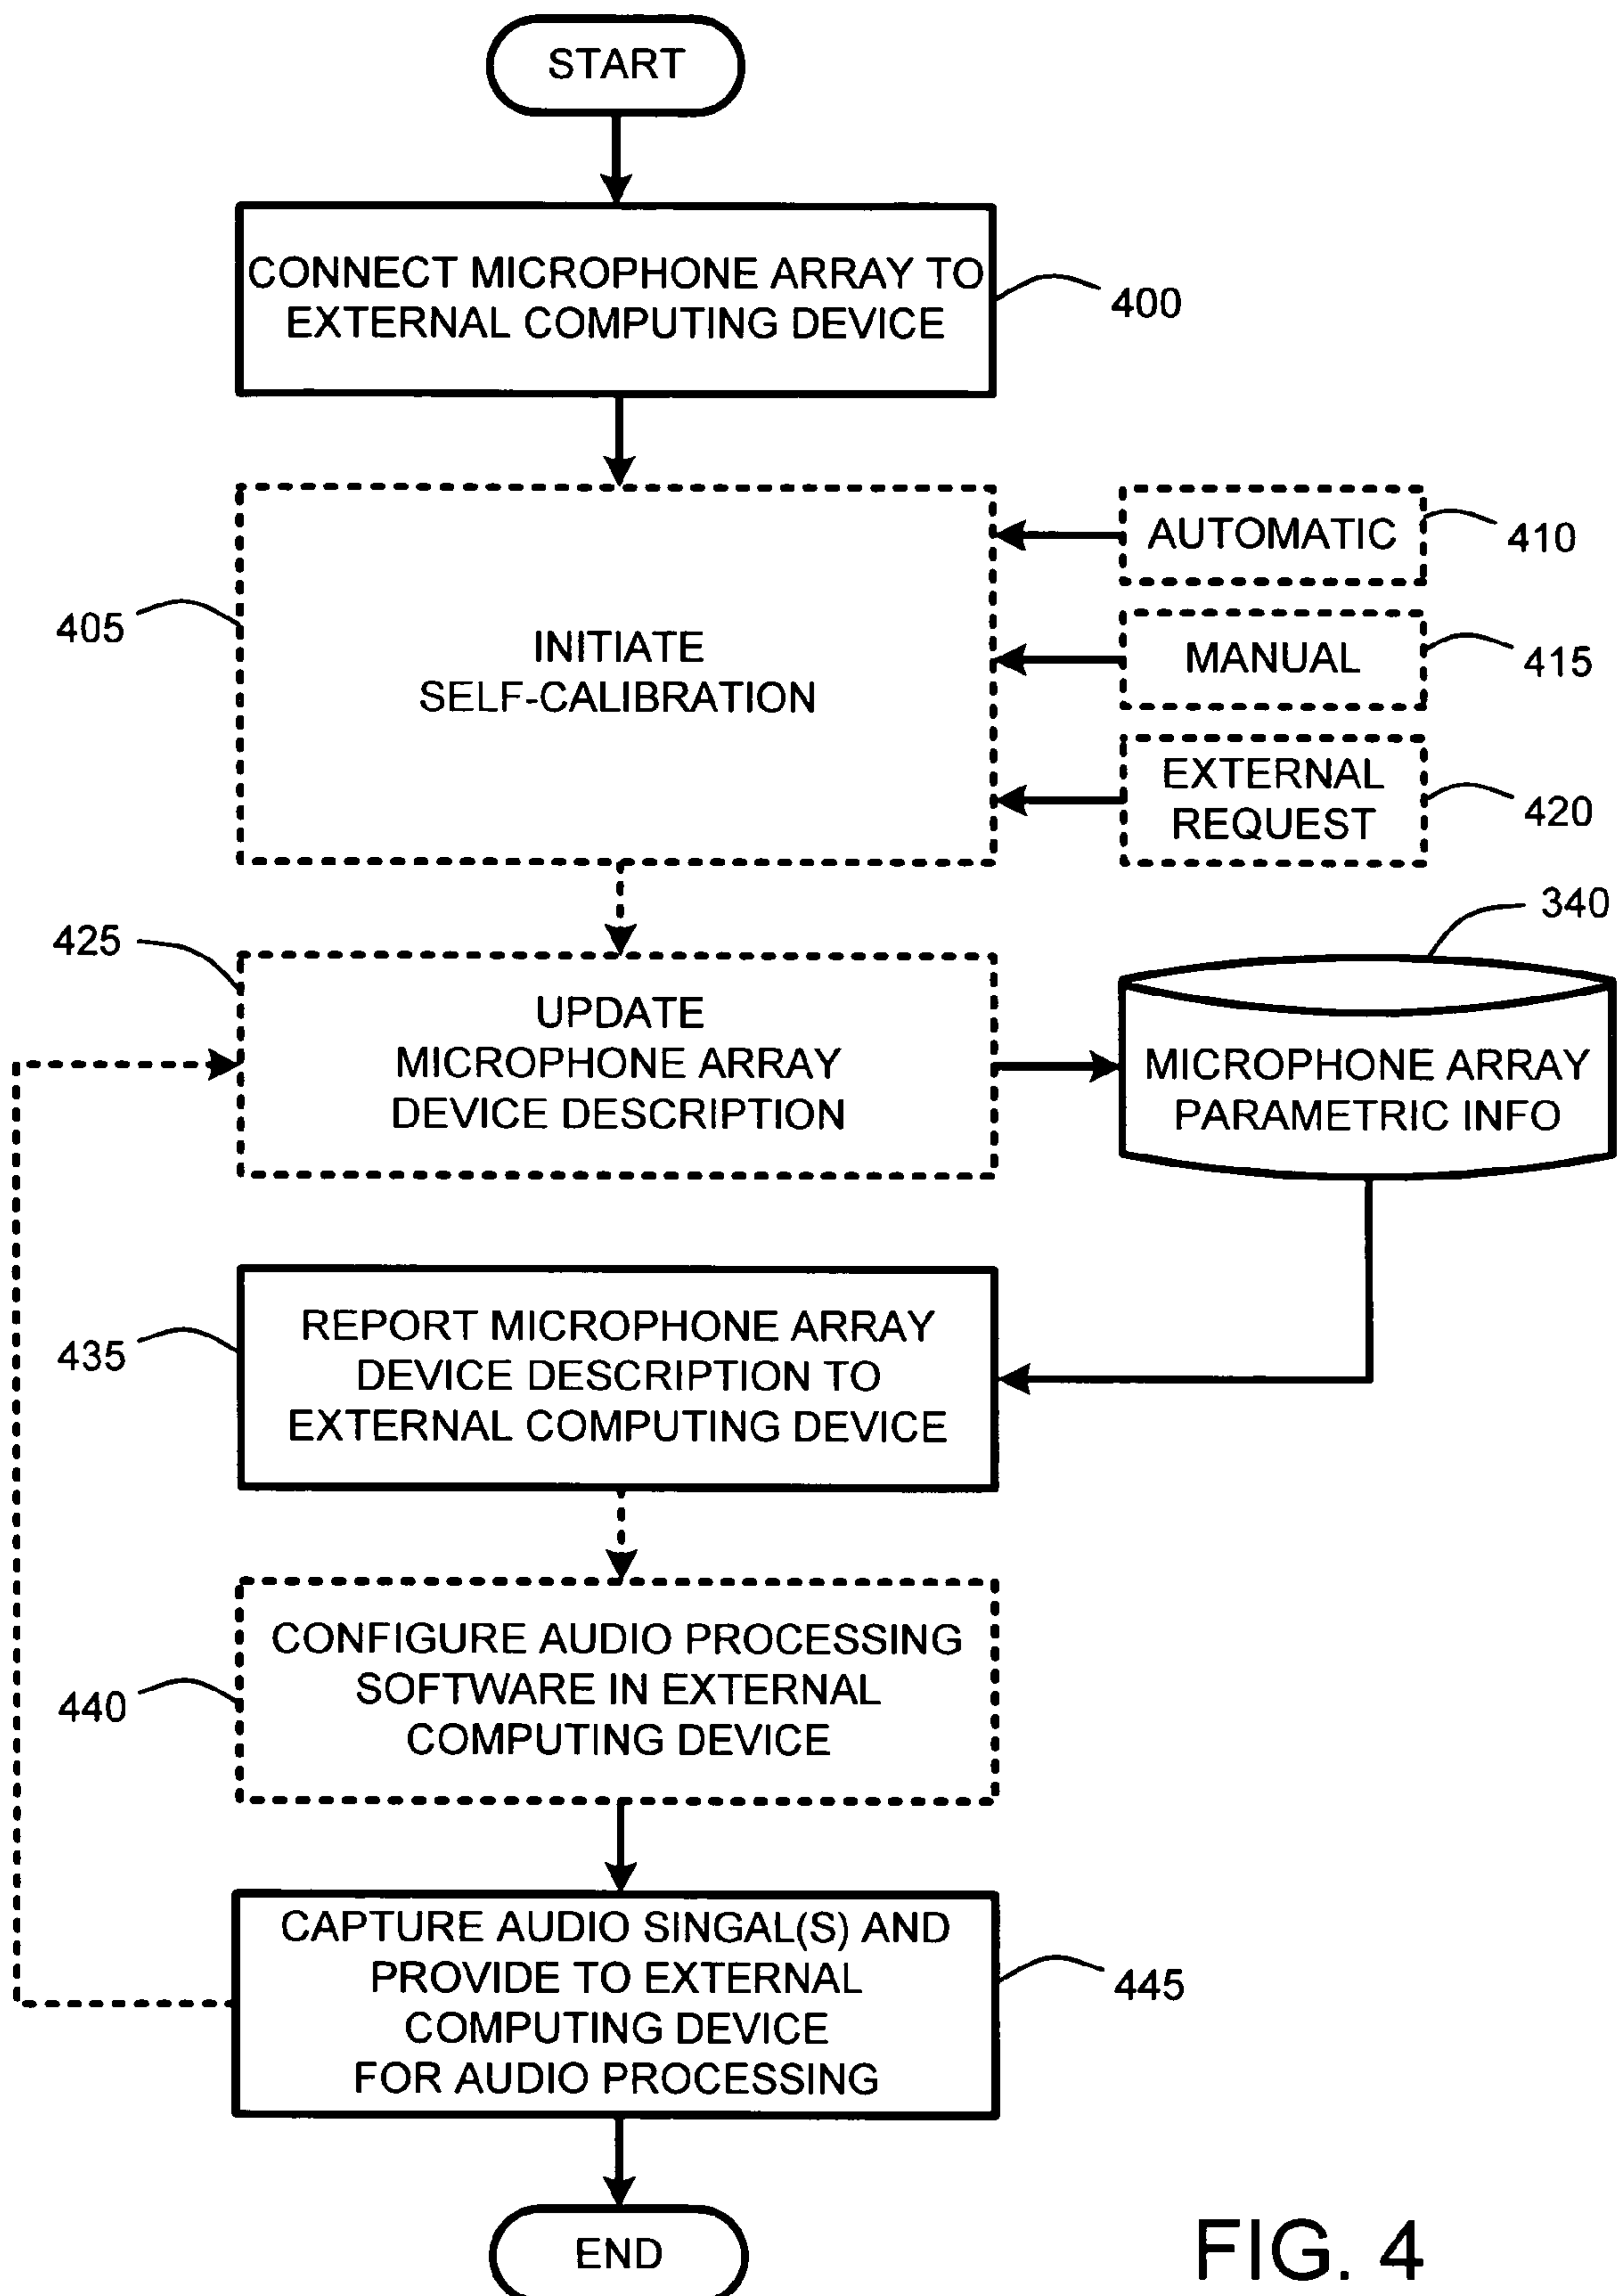 START
CONNECT MICROPHONE ARRAY TO
EXTERNAL COMPUTING DEVICE
400
405
INITIATE
SELF-CALIBRATION
AUTOMATIC
410
MANUAL
415
EXTERNAL
REQUEST
420
425
UPDATE
MICROPHONE ARRAY
DEVICE DESCRIPTION
340
MICROPHONE ARRAY
PARAMETRIC INFO
435
REPORT MICROPHONE ARRAY
DEVICE DESCRIPTION TO
EXTERNAL COMPUTING DEVICE
440
CONFIGURE AUDIO PROCESSING
SOFTWARE IN EXTERNAL
COMPUTING DEVICE
CAPTURE AUDIO SINGAL(S) AND
PROVIDE TO EXTERNAL
COMPUTING DEVICE
FOR AUDIO PROCESSING
445
END
FIG. 4